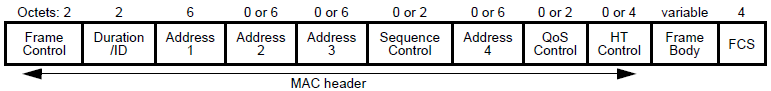 Octets: 2 2 6 0 or 6 0 or 6 0 or 2 0 or 6 0 or 2 0 or 4 variable 4
Frame Control
Duration /ID
Address 1
Address 2
Address 3
Sequence Control
Address 4
QoS Control
HT Control
Frame Body
FCS
MAC header